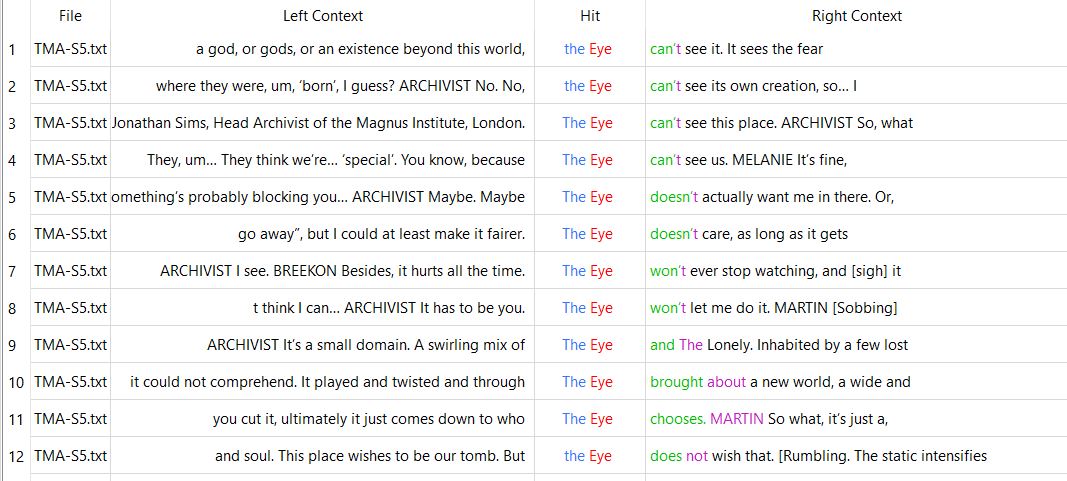 File Left Context Hit Right Context
1 TMA-S5.txt a god, or gods, or an existence beyond this world, the Eye can't see it. It sees the fear
2 TMA-S5.txt where they were, um, ‘born’, I guess? ARCHIVIST No. No, the Eye can't see its own creation, so... I
3 TMA-S5.txt Jonathan Sims, Head Archivist of the Magnus Institute, London. The Eye can't see this place. ARCHIVIST So, what
4 TMA-S5.txt They, um... They think we’re... ‘special’. You know, because The Eye can't see us. MELANIE It’s fine,
5 TMA-S5.txt omething’s probably blocking you... ARCHIVIST Maybe. Maybe The Eye doesn't actually want me in there. Or,
6 TMA-S5.txt go away”, but I could at least make it fairer. The Eye doesn't care, as long as it gets
7 TMA-S5.txt ARCHIVIST I see. BREEKON Besides, it hurts all the time. The Eye won't ever stop watching, and [sigh] it
8 TMA-S5.txt t think I can... ARCHIVIST It has to be you. The Eye won't let me do it. MARTIN [Sobbing]
9 TMA-S5.txt ARCHIVIST It’s a small domain. A swirling mix of The Eye and The Lonely. Inhabited by a few lost
10 TMA-S5.txt it could not comprehend. It played and twisted and through The Eye brought about a new world, a wide and
11 TMA-S5.txt you cut it, ultimately it just comes down to who The Eye chooses. MARTIN So what, it’s just a,
12 TMA-S5.txt and soul. This place wishes to be our tomb. But the Eye does not wish that. [Rumbling. The static intensifies